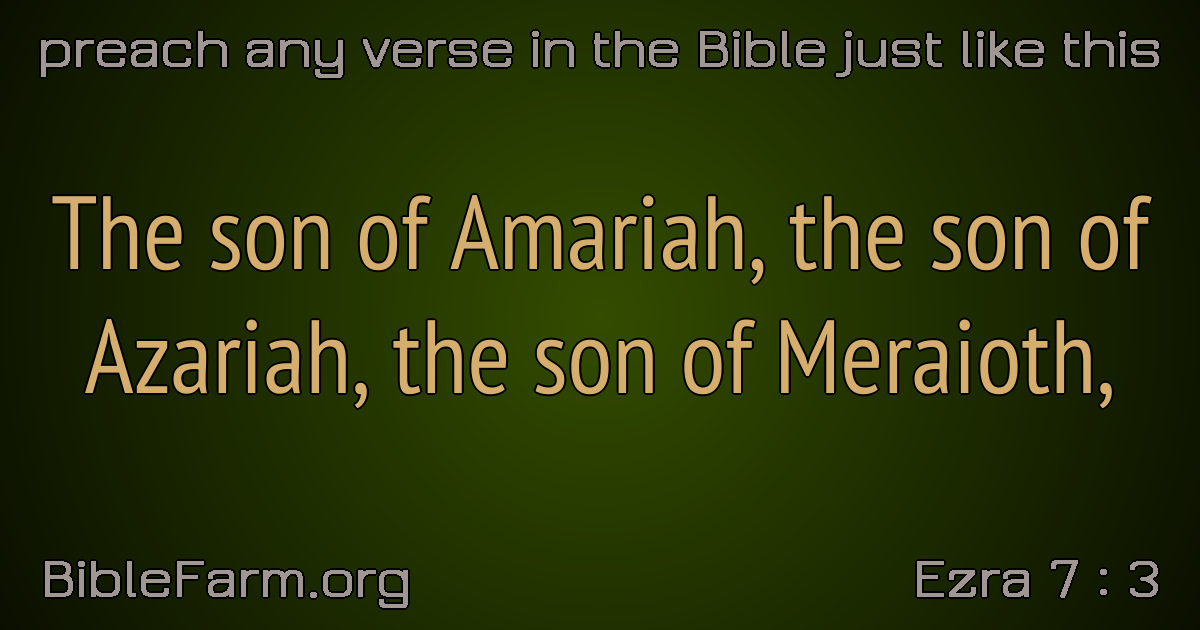 preach any verse in the Bible just like this
The son of Amariah, the son of
Azariah, the son of Meraioth,
BibleFarm.org
Ezra 7 : 3